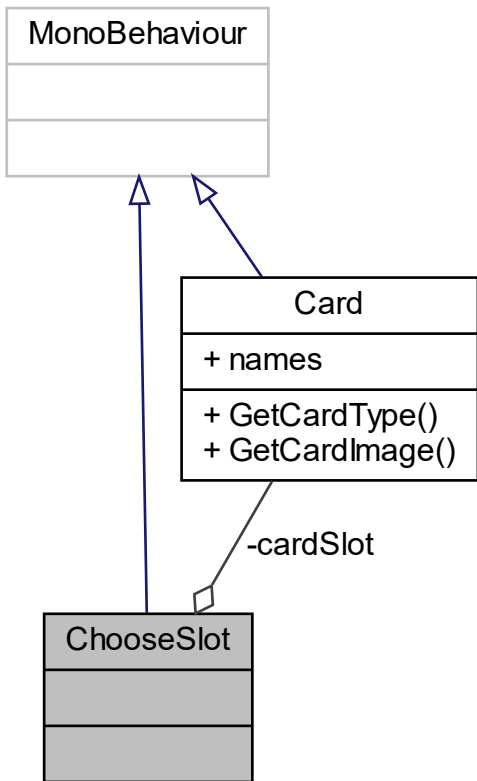 MonoBehaviour
Card
+ names
+ GetCardType()
+ GetCardImage()
-cardSlot
ChooseSlot